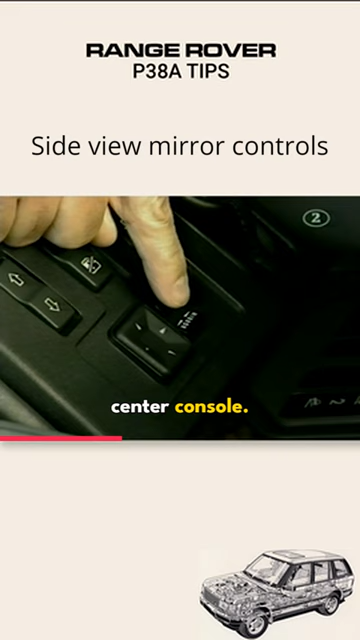 RANGE ROVER
P38A TIPS
Side view mirror controls
2
center console.